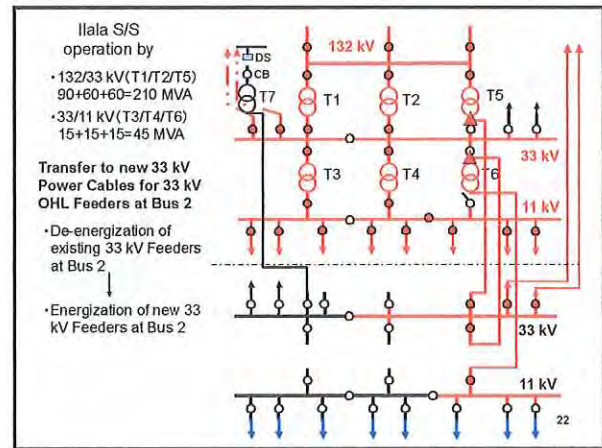 Ilala S/S
operation by
・132/33 kV(T1/T2/T5)
90+60+60=210 MVA
・33/11 kV(T3/T4/T6)
15+15+15=45 MVA
Transfer to new 33 kV
Power Cables for 33 kV
OHL Feeders at Bus 2
・De-energization of
existing 33 kV Feeders
at Bus 2
・Energization of new 33
kV Feeders at Bus 2
132 kV
DS
CB
T7
T1
T2
T5
33 kV
T3
T4
T6
11 kV
33 kV
11 kV
22